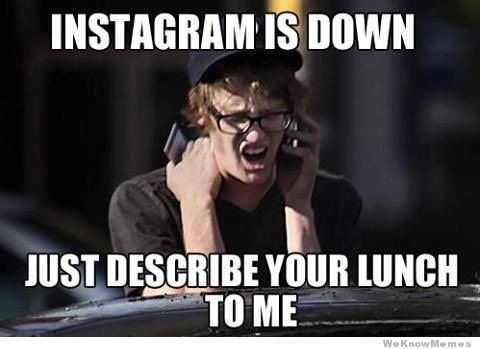 INSTAGRAM IS DOWN
JUST DESCRIBE YOUR LUNCH
TO ME
WeKnowMemes